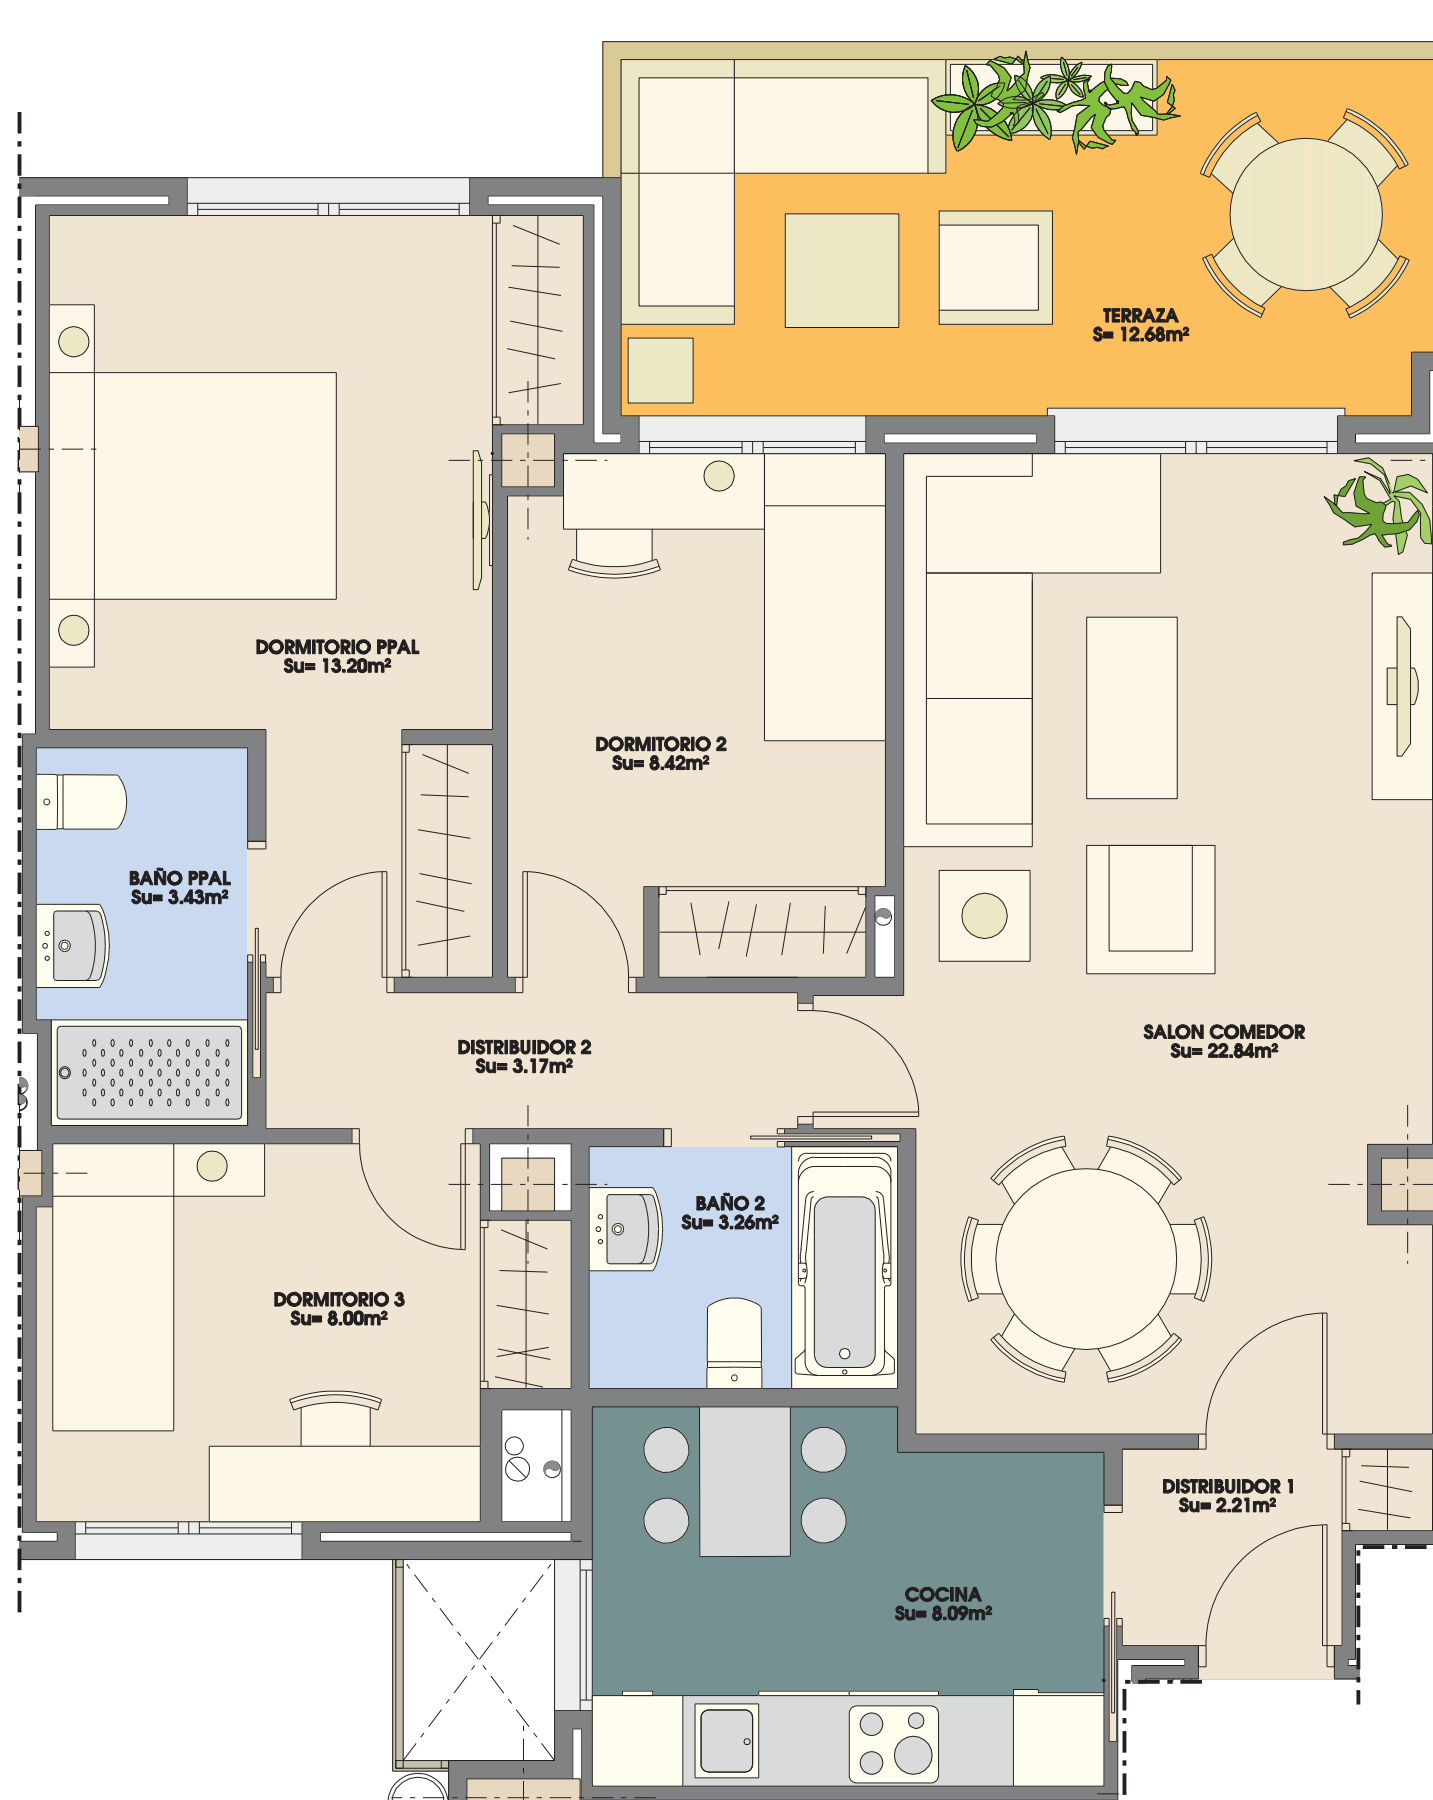 TERRAZA
S= 12.68m²
DORMITORIO PPAL
Su= 13.20m²
DORMITORIO 2
Su= 8.42m²
BAÑO PPAL
Su= 3.43m²
SALON COMEDOR
Su= 22.84m²
DISTRIBUIDOR 2
Su= 3.17m²
BAÑO 2
Su= 3.26m²
DORMITORIO 3
Su= 8.00m²
DISTRIBUIDOR 1
Su= 2.21m²
COCINA
Su= 8.09m²